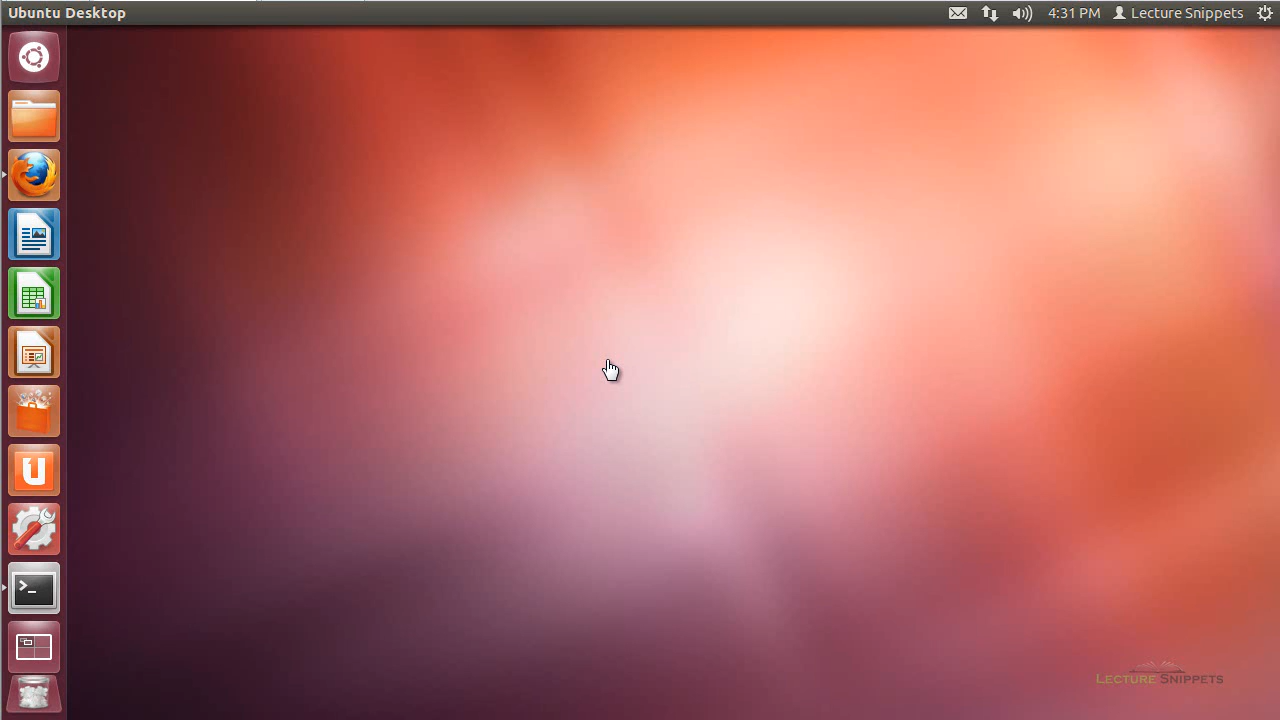 Ubuntu Desktop
4:31 PM
Lecture Snippets
U
>_
LECTURE SNIPPETS